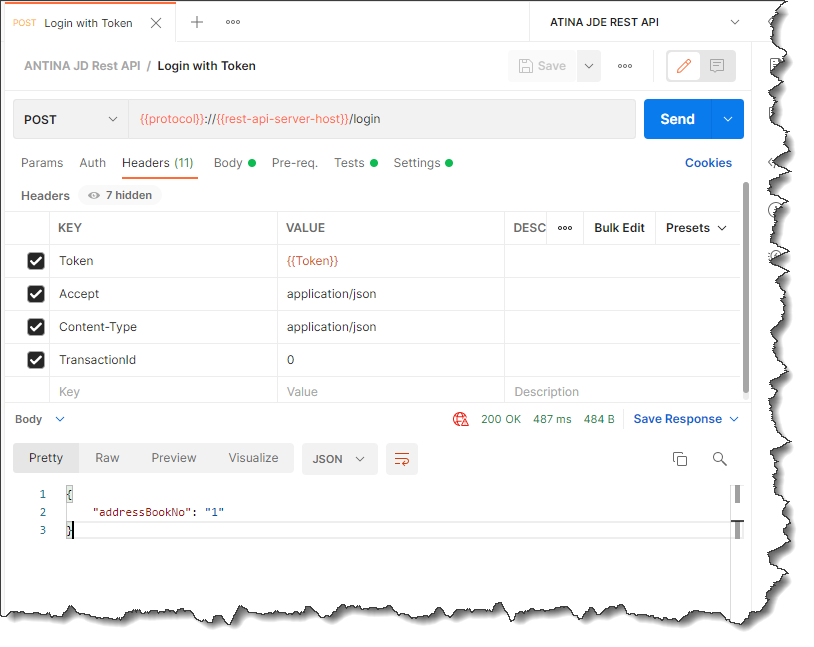 POST Login with Token
ATINA JDE REST API
ANTINA JD Rest API / Login with Token
Save
POST {{protocol}}://{{rest-api-server-host}}/login Send
Params Auth Headers (11) Body Pre-req. Tests Settings Cookies
Headers 7 hidden
KEY VALUE DESC Bulk Edit Presets
Token {{Token}}
Accept application/json
Content-Type application/json
TransactionId 0
Key Value Description
Body 200 OK 487 ms 484 B Save Response
Pretty Raw Preview Visualize JSON
1 {
2 "addressBookNo": "1"
3 }